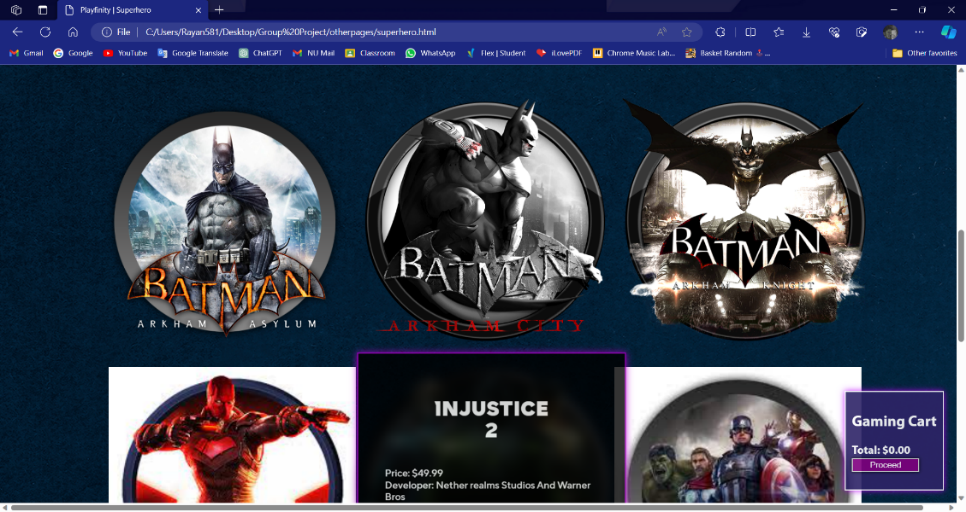 Playfinity | Superhero
File
C:/Users/Rayan581/Desktop/Group%20Project/otherpages/superhero.html
Gmail
Google
YouTube
Google Translate
ChatGPT
NU Mail
Classroom
WhatsApp
Flex | Student
iLovePDF
Chrome Music Lab...
Basket Random
Other favorites
BATMAN
ARKHAM ASYLUM
BATMAN
ARKHAM CITY
BATMAN
ARKHAM KNIGHT
INJUSTICE
2
Price: $49.99
Developer: Nether realms Studios And Warner
Bros
Gaming Cart
Total: $0.00
Proceed